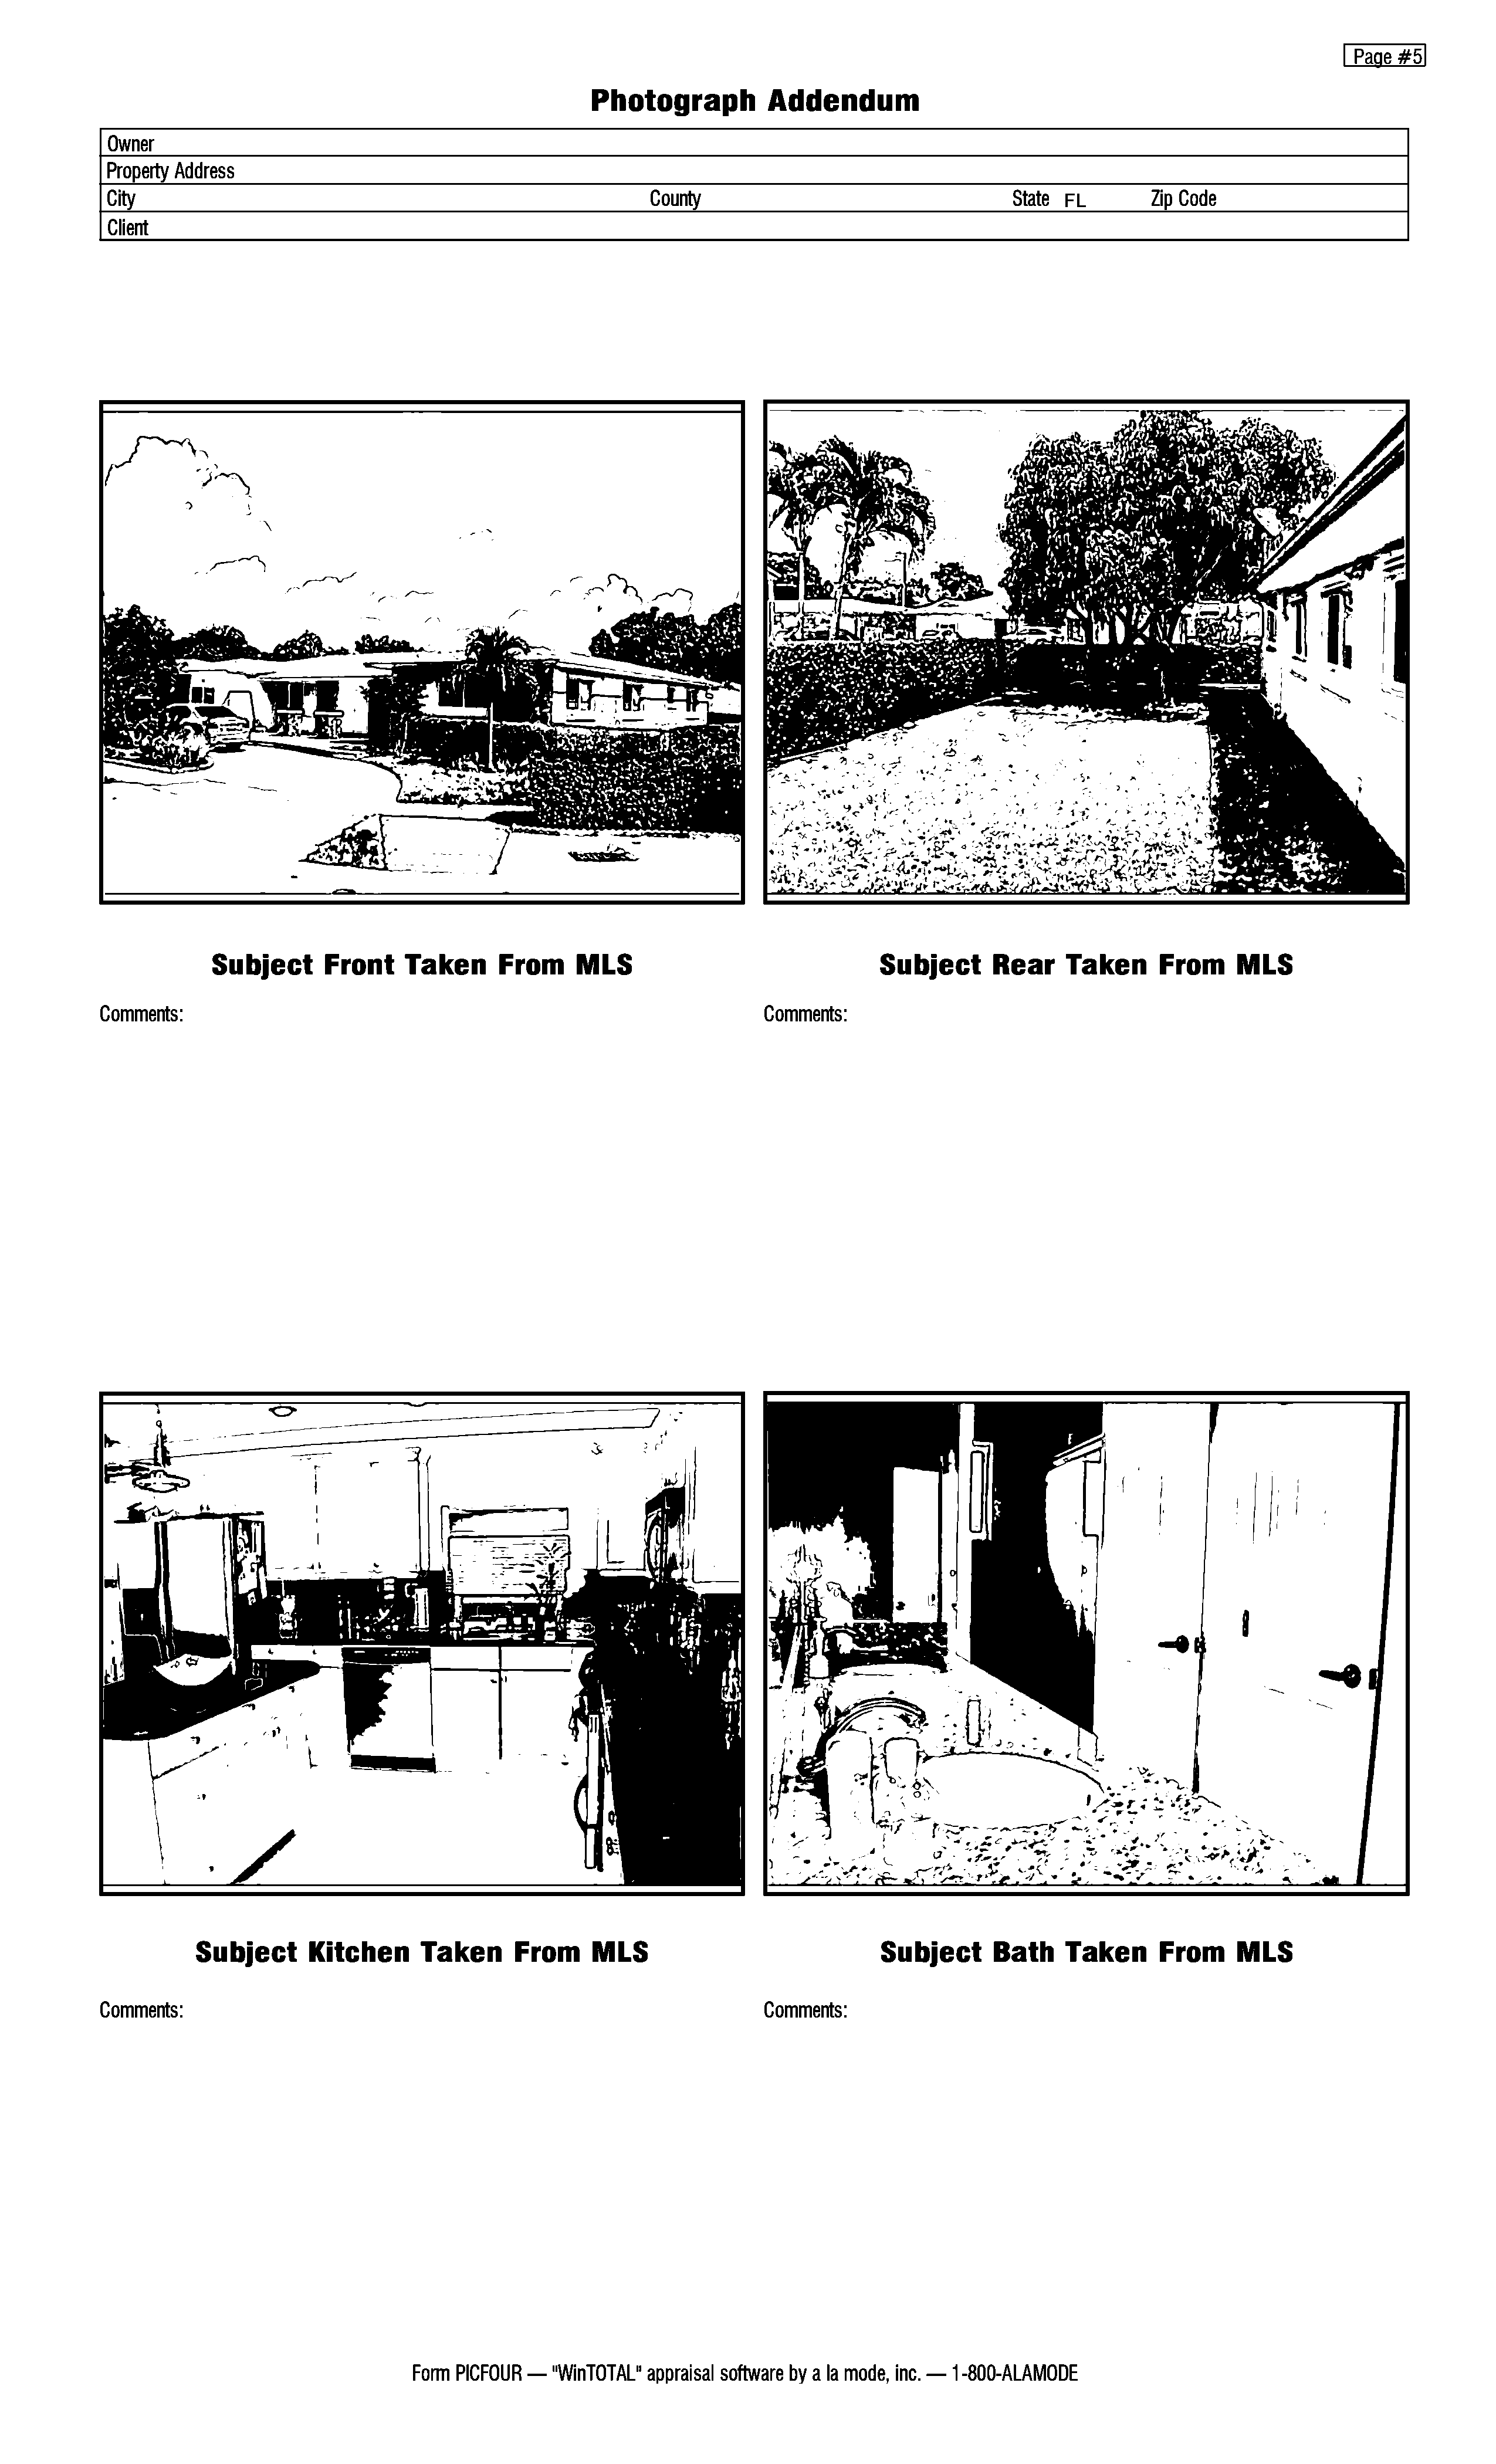 Page #5
Photograph Addendum
Owner
Property Address
City County State FL Zip Code
Client
Subject Front Taken From MLS Subject Rear Taken From MLS
Comments: Comments:
Subject Kitchen Taken From MLS Subject Bath Taken From MLS
Comments: Comments:
Form PICFOUR — "WinTOTAL" appraisal software by a la mode, inc. — 1-800-ALAMODE